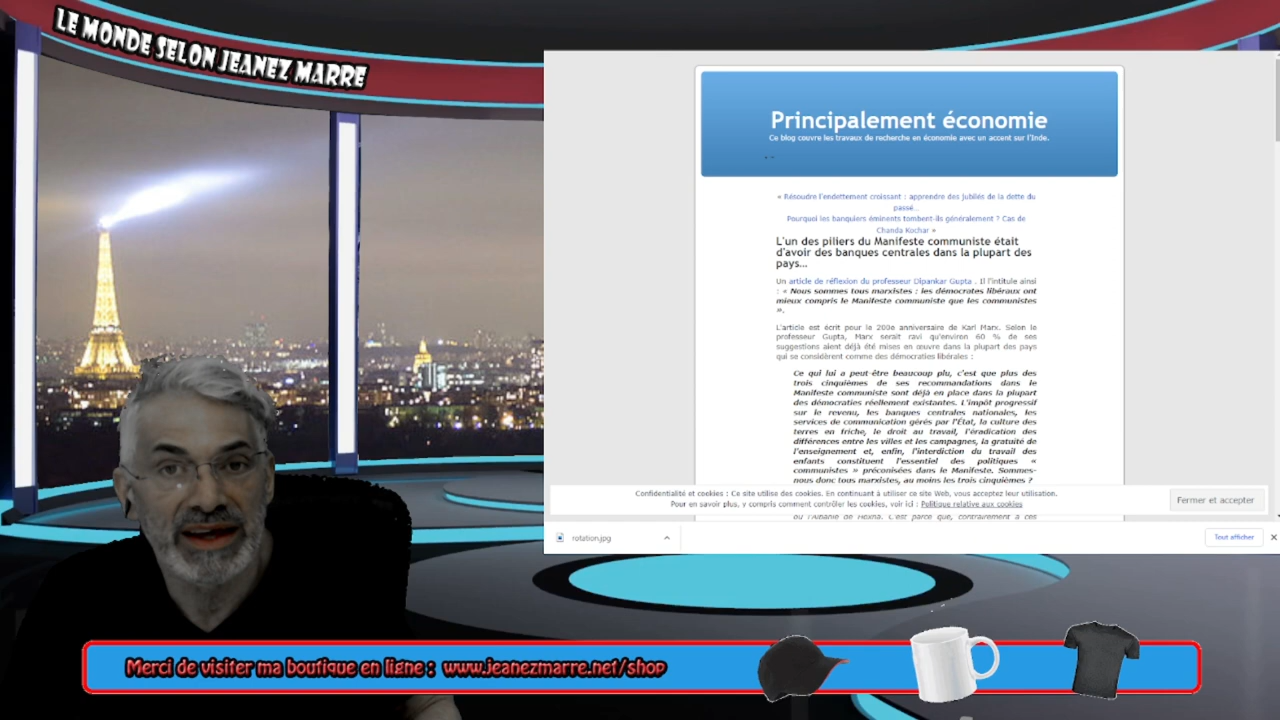 LE MONDE SELON JEANEZ MARRE
Principalement économie
Ce blog couvre les travaux de recherche en économie avec un accent sur l'Inde.
« Résoudre l'endettement croissant : apprendre des jubilés de la dette du
passé…
Pourquoi les banquiers éminents tombent-ils généralement ? Cas de
Chanda Kochar »
L'un des piliers du Manifeste communiste était
d'avoir des banques centrales dans la plupart des
pays…
Un article de réflexion du professeur Dipankar Gupta . Il l'intitule ainsi
: « Nous sommes tous marxistes : les démocrates libéraux ont
mieux compris le Manifeste communiste que les communistes
».
L'article est écrit pour le 200e anniversaire de Karl Marx. Selon le
professeur Gupta, Marx serait ravi qu'environ 60 % de ses
suggestions aient déjà été mises en œuvre dans la plupart des pays
qui se considèrent comme des démocraties libérales :
Ce qui lui a peut-être beaucoup plu, c'est que plus des
trois cinquièmes de ses recommandations dans le
Manifeste communiste sont déjà en place dans la plupart
des démocraties réellement existantes. L'impôt progressif
sur le revenu, les banques centrales nationales, les
services de communication gérés par l'État, la culture des
terres en friche, le droit au travail, l'éradication des
différences entre les villes et les campagnes, la gratuité de
l'enseignement et, enfin, l'interdiction du travail des
enfants constituent l'essentiel des politiques «
communistes » préconisées dans le Manifeste. Sommes-
nous donc tous marxistes, au moins les trois cinquièmes ?
Confidentialité et cookies : Ce site utilise des cookies. En continuant à utiliser ce site Web, vous acceptez leur utilisation.
Pour en savoir plus, y compris comment contrôler les cookies, voir ici : Politique relative aux cookies
Fermer et accepter
ou l'Albanie de Hoxha. C'est parce que, contrairement à ces
rotation.jpg
Tout afficher
Merci de visiter ma boutique en ligne : www.jeanezmarre.net/shop